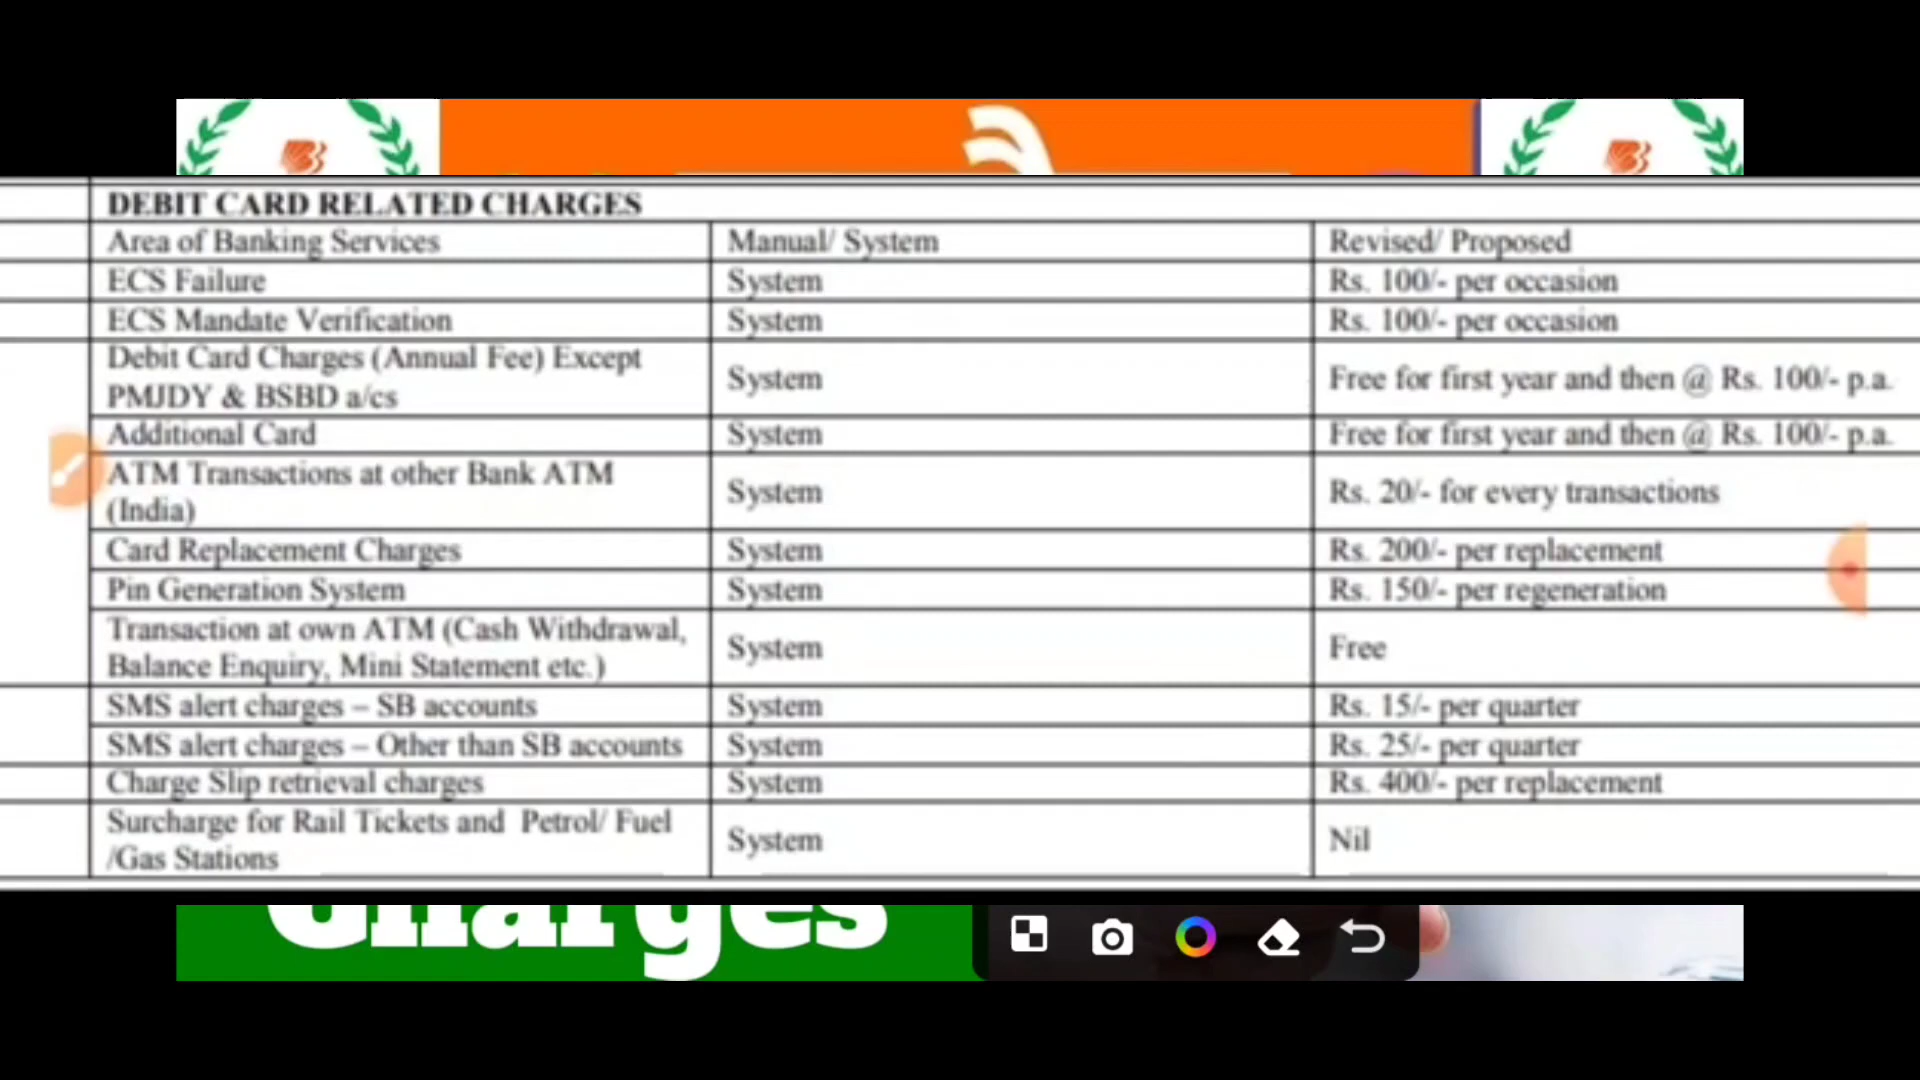 DEBIT CARD RELATED CHARGES
Area of Banking Services Manual/ System Revised/ Proposed
ECS Failure System Rs. 100/- per occasion
ECS Mandate Verification System Rs. 100/- per occasion
Debit Card Charges (Annual Fee) Except
PMJDY & BSBD a/cs System Free for first year and then @ Rs. 100/- p.a.
Additional Card System Free for first year and then @ Rs. 100/- p.a.
ATM Transactions at other Bank ATM
(India) System Rs. 20/- for every transactions
Card Replacement Charges System Rs. 200/- per replacement
Pin Generation System System Rs. 150/- per regeneration
Transaction at own ATM (Cash Withdrawal,
Balance Enquiry, Mini Statement etc.) System Free
SMS alert charges – SB accounts System Rs. 15/- per quarter
SMS alert charges – Other than SB accounts System Rs. 25/- per quarter
Charge Slip retrieval charges System Rs. 400/- per replacement
Surcharge for Rail Tickets and Petrol/ Fuel
/Gas Stations System Nil
Charges